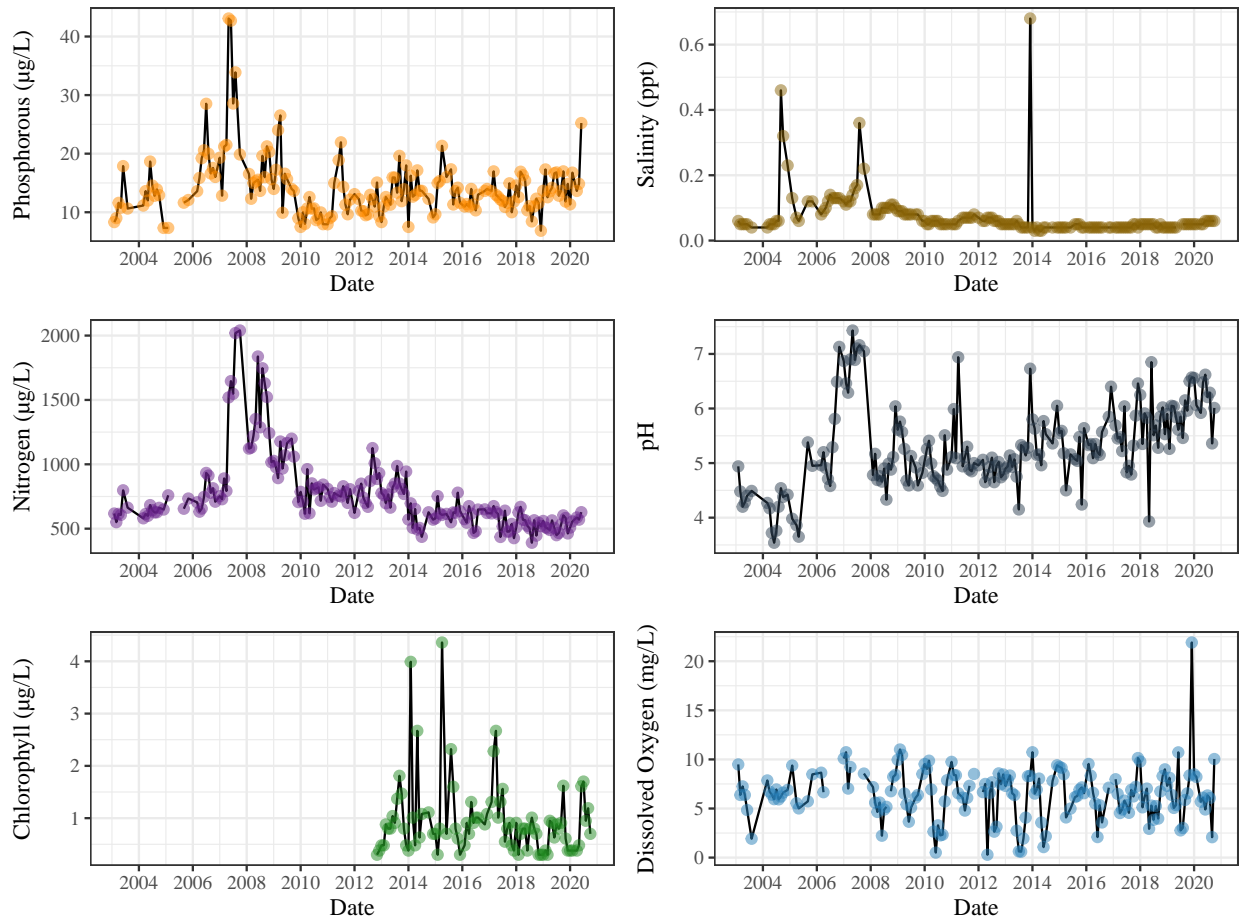 Phosphorous (μg/L)
40
30
20
10
2004 2006 2008 2010 2012 2014 2016 2018 2020
Date
Salinity (ppt)
0.6
0.4
0.2
0.0
2004 2006 2008 2010 2012 2014 2016 2018 2020
Date
Nitrogen (μg/L)
2000
1500
1000
500
2004 2006 2008 2010 2012 2014 2016 2018 2020
Date
pH
7
6
5
4
2004 2006 2008 2010 2012 2014 2016 2018 2020
Date
Chlorophyll (μg/L)
4
3
2
1
2004 2006 2008 2010 2012 2014 2016 2018 2020
Date
Dissolved Oxygen (mg/L)
20
15
10
5
0
2004 2006 2008 2010 2012 2014 2016 2018 2020
Date